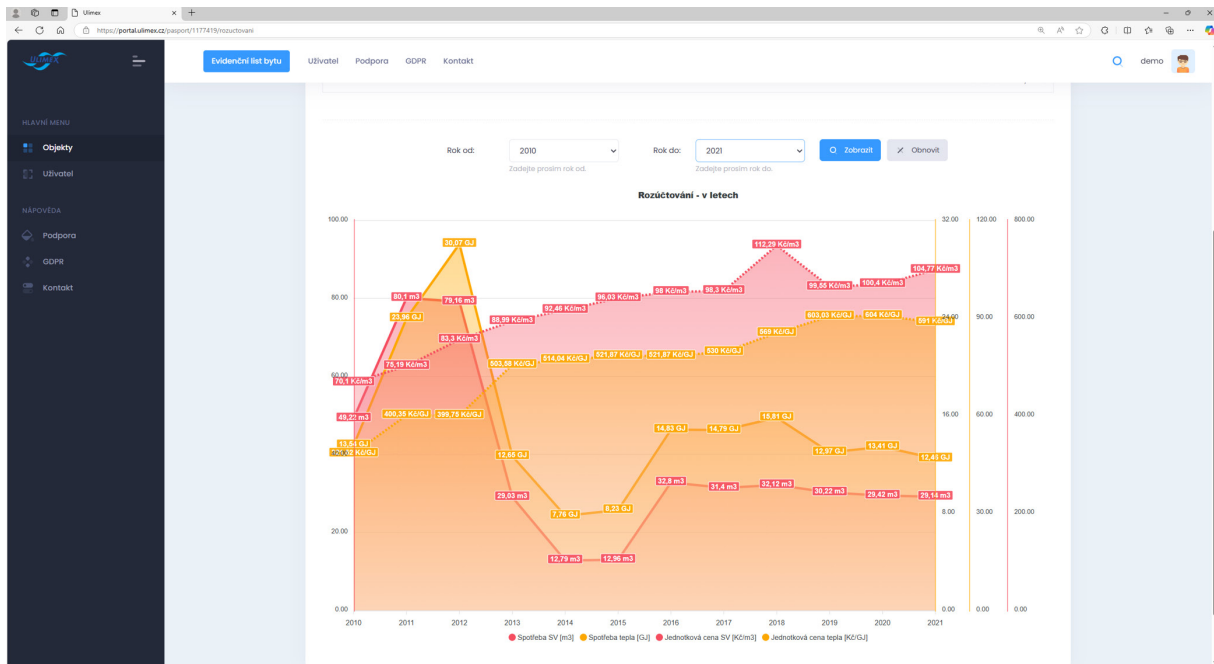 Ulimex
https://portal.ulimex.cz/pasport/1177419/rozuctovani
ULIMEX
Evidenční list bytu
Uživatel
Podpora
GDPR
Kontakt
demo
HLAVNÍ MENU
Objekty
Uživatel
NÁPOVĚDA
Podpora
GDPR
Kontakt
Rok od:
2010
Zadejte prosím rok od.
Rok do:
2021
Zadejte prosím rok do.
Zobrazit
Obnovit
Rozúčtování - v letech
100.00
80.00
60.00
40.00
20.00
0.00
32.00 120.00 800.00
24.00 90.00 600.00
16.00 60.00 400.00
8.00 30.00 200.00
0.00 0.00 0.00
70,1 Kč/m3
75,19 Kč/m3
83,3 Kč/m3
88,99 Kč/m3
92,46 Kč/m3
96,03 Kč/m3
98 Kč/m3
98,3 Kč/m3
112,29 Kč/m3
99,55 Kč/m3
100,4 Kč/m3
104,77 Kč/m3
400,35 Kč/GJ
399,75 Kč/GJ
503,58 Kč/GJ
514,04 Kč/GJ
521,87 Kč/GJ
521,87 Kč/GJ
530 Kč/GJ
569 Kč/GJ
603,03 Kč/GJ
604 Kč/GJ
591 Kč/GJ
13,54 GJ
23,96 GJ
30,07 GJ
12,65 GJ
7,76 GJ
8,23 GJ
14,83 GJ
14,79 GJ
15,81 GJ
12,97 GJ
13,41 GJ
12,45 GJ
49,22 m3
80,1 m3
79,16 m3
29,03 m3
12,79 m3
12,96 m3
32,8 m3
31,4 m3
32,12 m3
30,22 m3
29,42 m3
29,14 m3
2010 2011 2012 2013 2014 2015 2016 2017 2018 2019 2020 2021
Spotřeba SV [m3] Spotřeba tepla [GJ] Jednotková cena SV [Kč/m3] Jednotková cena tepla [Kč/GJ]